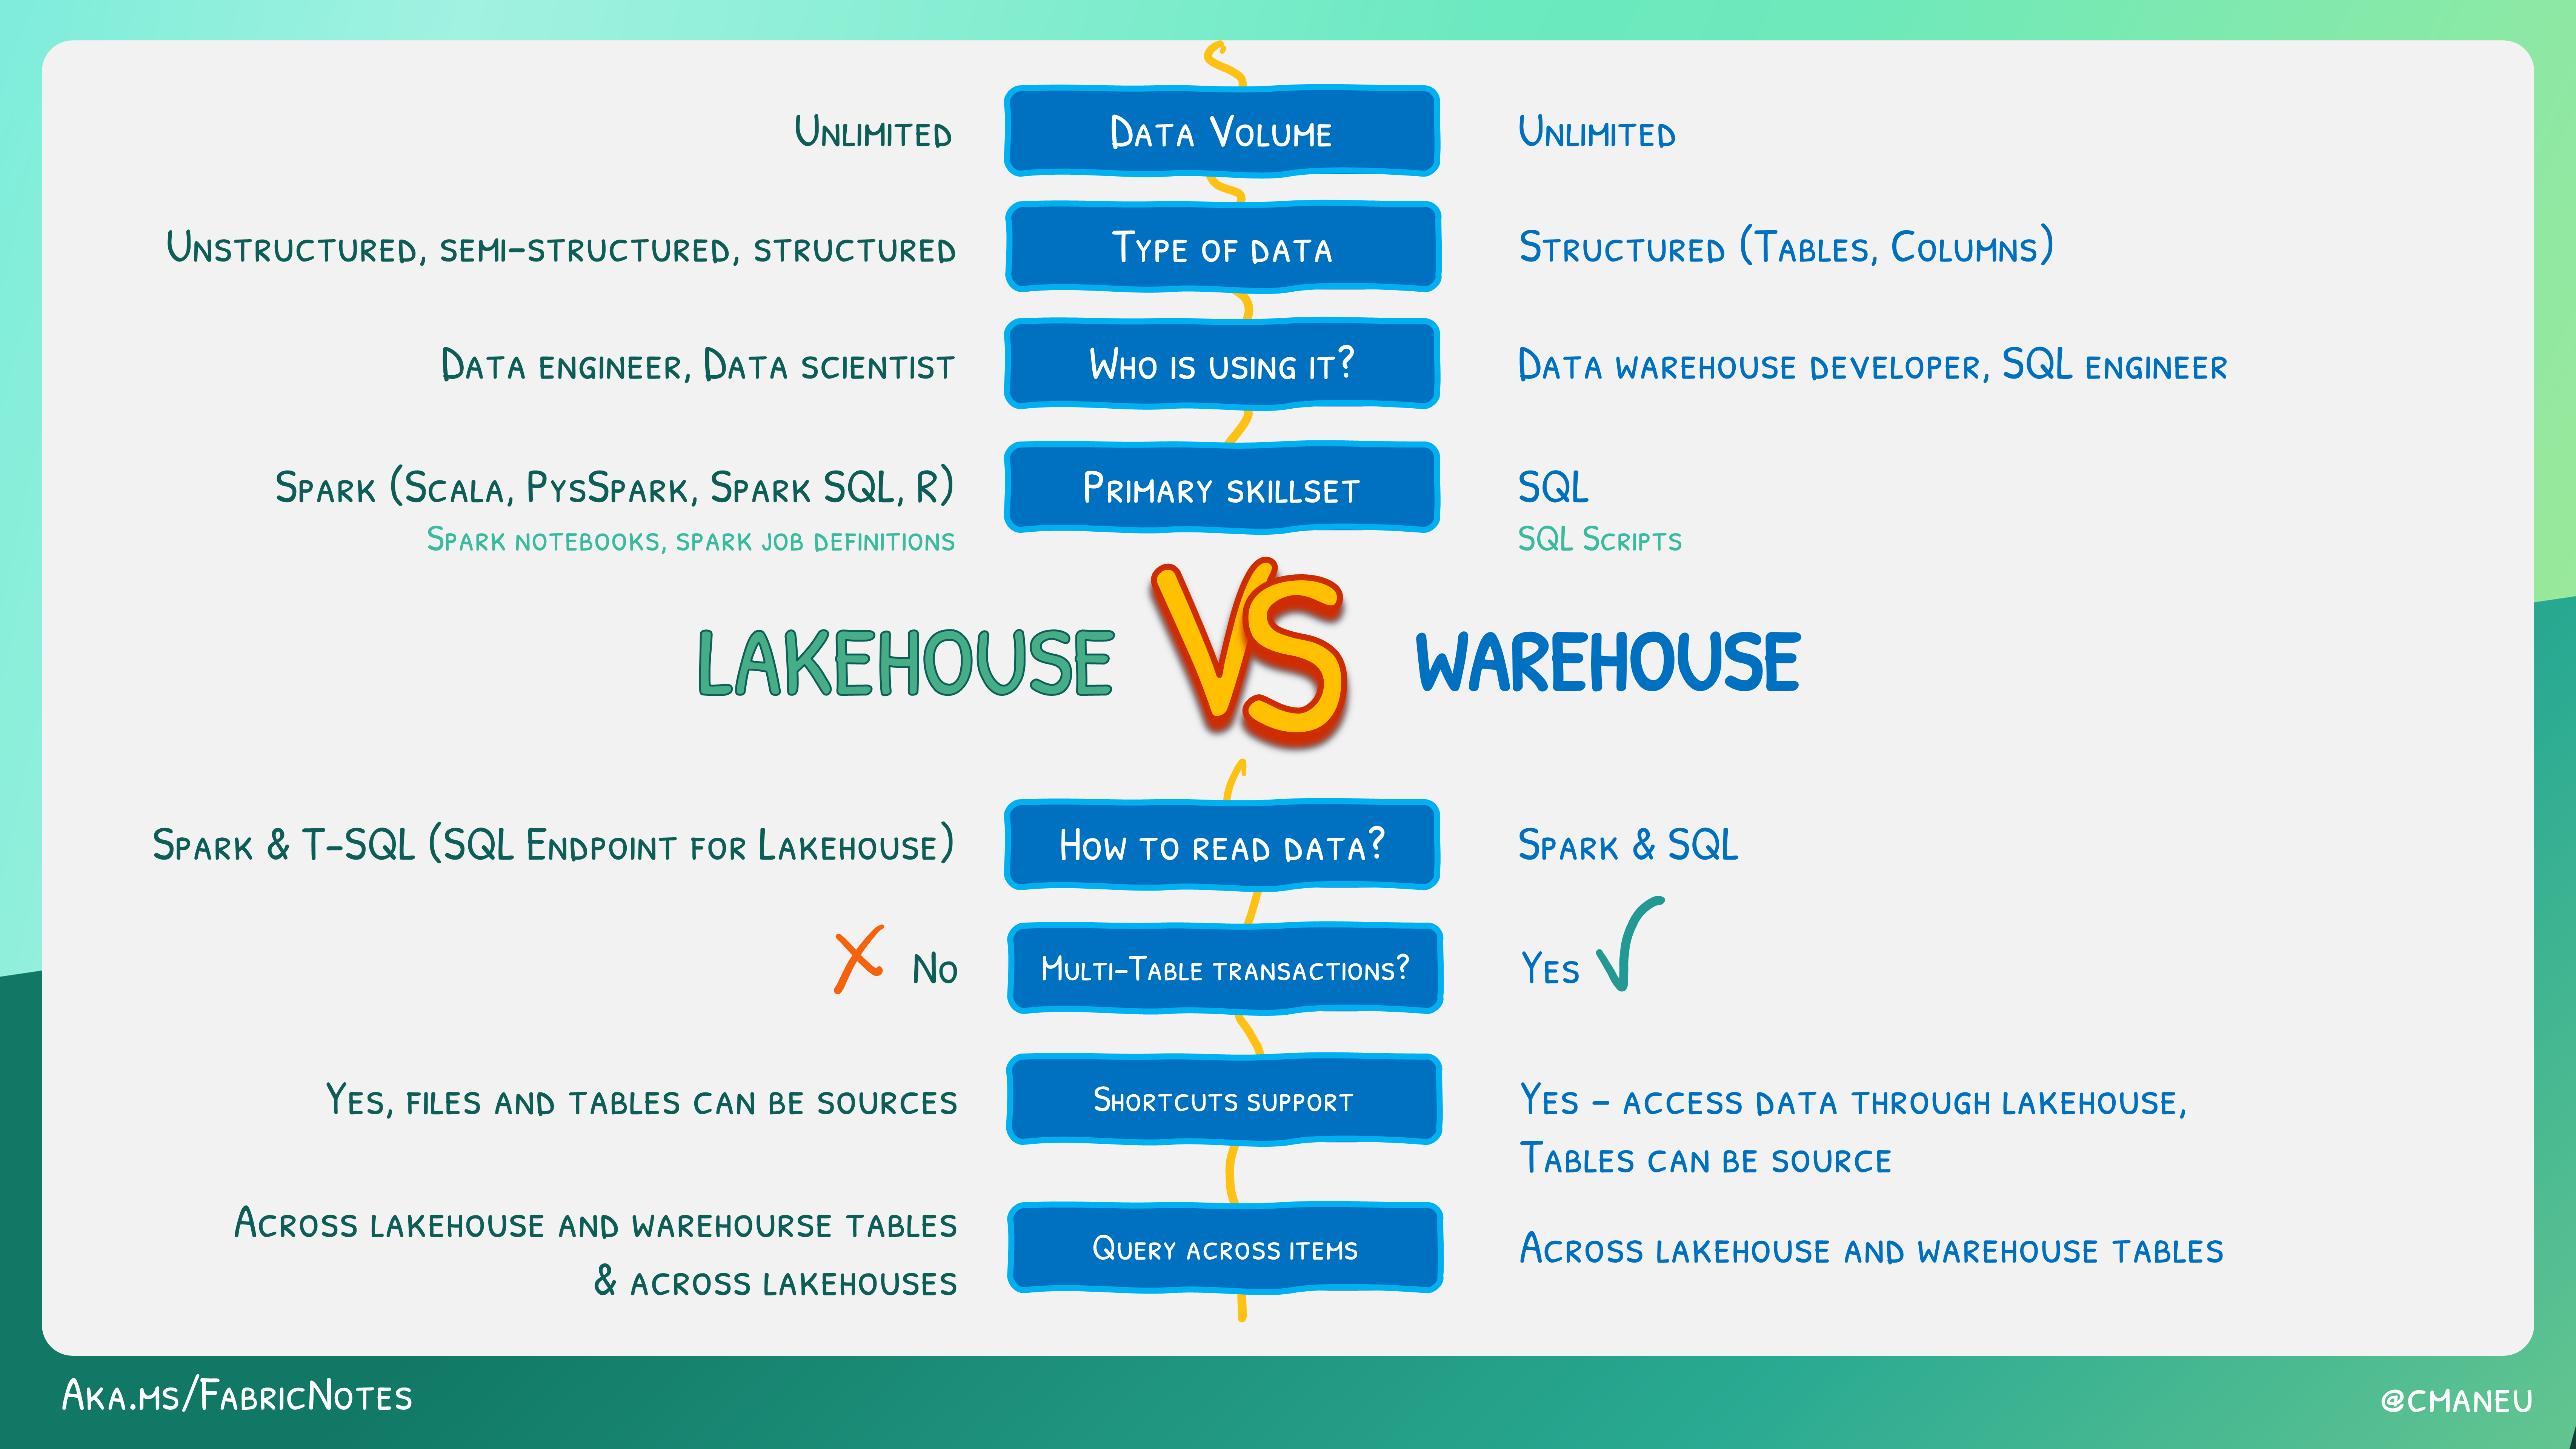 Unlimited
Data Volume
Unlimited
Unstructured, semi-structured, structured
Type of data
Structured (Tables, Columns)
Data engineer, Data scientist
Who is using it?
Data warehouse developer, SQL engineer
Spark (Scala, PysSpark, Spark SQL, R)
Primary skillset
SQL
Spark notebooks, spark job definitions
SQL Scripts
LAKEHOUSE
VS
WAREHOUSE
Spark & T-SQL (SQL Endpoint for Lakehouse)
How to read data?
Spark & SQL
No
Multi-Table transactions?
Yes
Yes, files and tables can be sources
Shortcuts support
Yes - access data through lakehouse,
Tables can be source
Across lakehouse and warehourse tables
& across lakehouses
Query across items
Across lakehouse and warehouse tables
Aka.ms/FabricNotes
@cmaneu